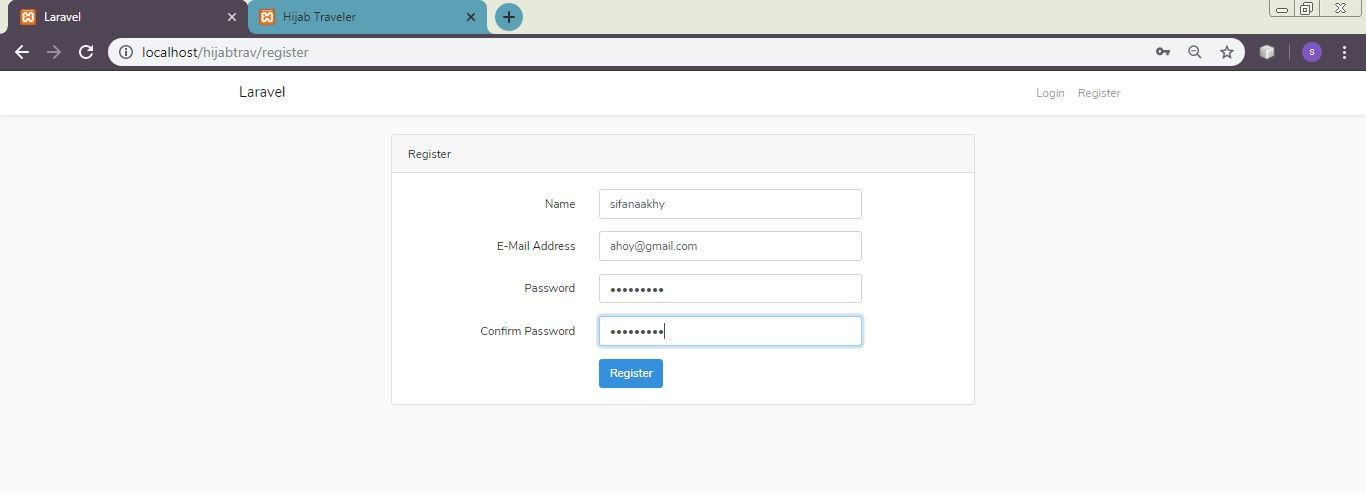 Laravel
Hijab Traveler
localhost/hijabtrav/register
S
Laravel
Login
Register
Register
Name
sifanaakhy
E-Mail Address
ahoy@gmail.com
Password
•••••••••
Confirm Password
•••••••••
Register